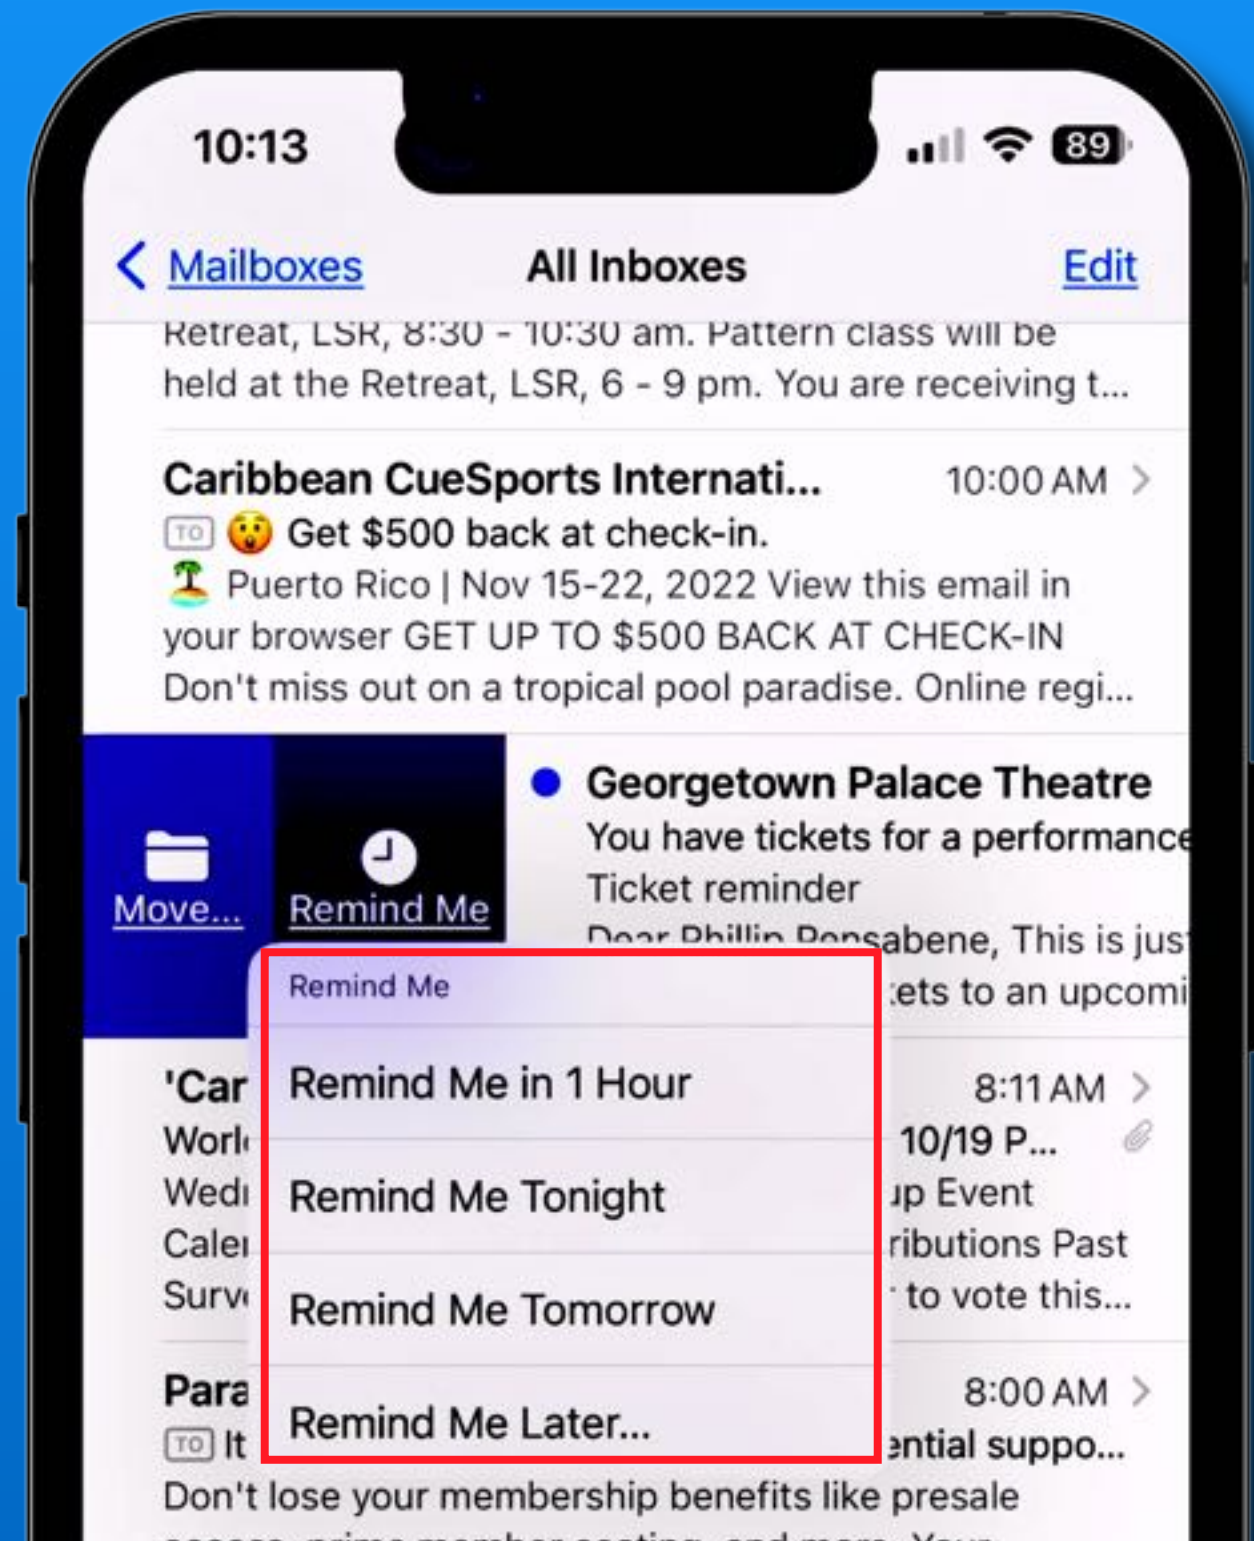 10:13
89
Mailboxes
All Inboxes
Edit
Retreat, LSR, 8:30 - 10:30 am. Pattern class will be
held at the Retreat, LSR, 6 - 9 pm. You are receiving t...
Caribbean CueSports Internati...
10:00 AM
TO 😲 Get $500 back at check-in.
🏝️ Puerto Rico | Nov 15-22, 2022 View this email in
your browser GET UP TO $500 BACK AT CHECK-IN
Don't miss out on a tropical pool paradise. Online regi...
Move...
Remind Me
Georgetown Palace Theatre
You have tickets for a performance
Ticket reminder
Dear Phillip Pensabene, This is just
to an upcomi
Remind Me
Remind Me in 1 Hour
Remind Me Tonight
Remind Me Tomorrow
Remind Me Later...
'Car
8:11 AM
10/19 P...
Event
Past
Surv
to vote this...
Para
8:00 AM
TO It
suppo...
Don't lose your membership benefits like presale